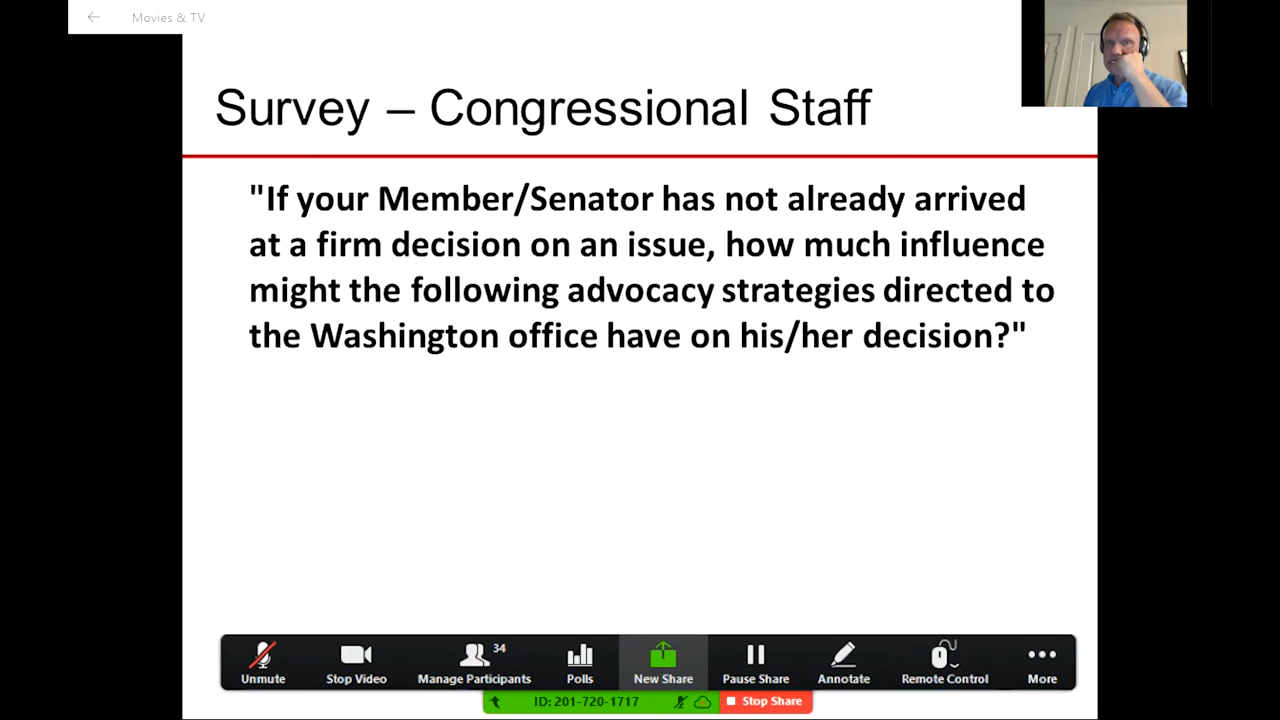 Movies & TV
Survey – Congressional Staff
"If your Member/Senator has not already arrived
at a firm decision on an issue, how much influence
might the following advocacy strategies directed to
the Washington office have on his/her decision?"
34
Unmute Stop Video Manage Participants Polls New Share Pause Share Annotate Remote Control More
ID: 201-720-1717 Stop Share